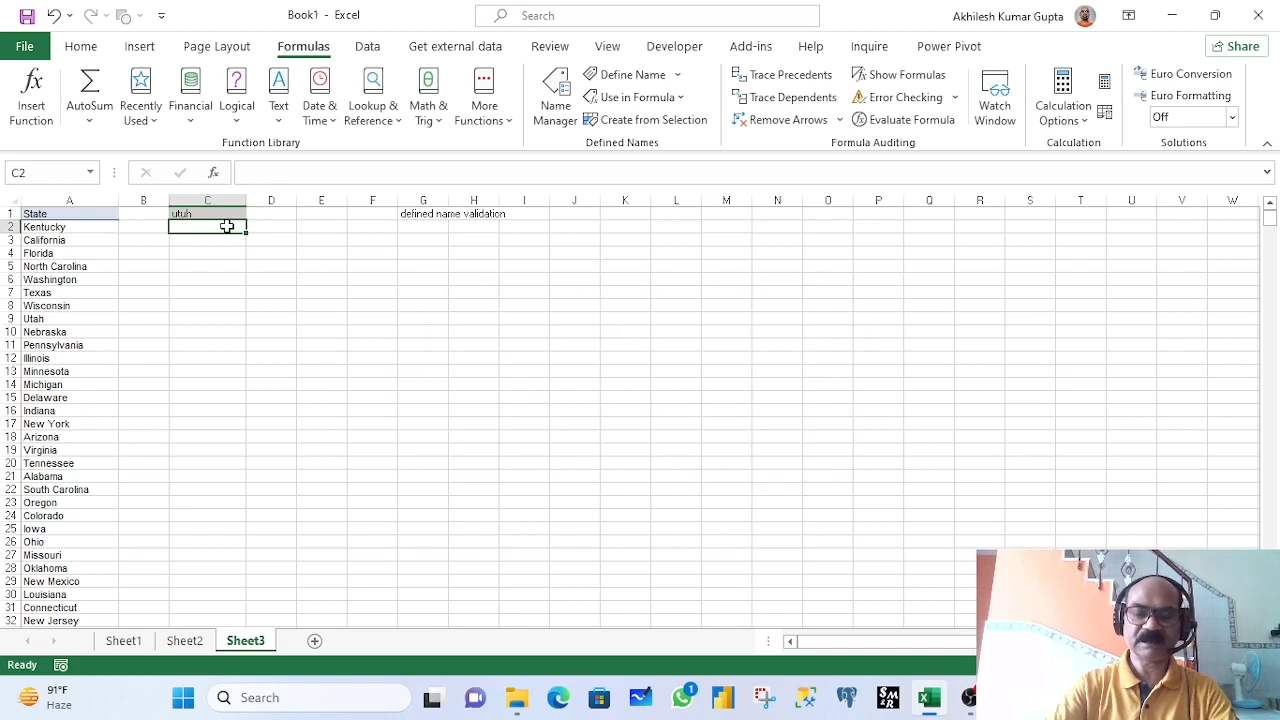 Book1 - Excel
Search
Akhilesh Kumar Gupta
File
Home
Insert
Page Layout
Formulas
Data
Get external data
Review
View
Developer
Add-ins
Help
Inquire
Power Pivot
Share
Insert Function
AutoSum
Recently Used
Financial
Logical
Text
Date & Time
Lookup & Reference
Math & Trig
More Functions
Function Library
Name Manager
Define Name
Use in Formula
Create from Selection
Defined Names
Trace Precedents
Trace Dependents
Remove Arrows
Show Formulas
Error Checking
Evaluate Formula
Formula Auditing
Watch Window
Calculation Options
Calculation
Euro Conversion
Euro Formatting
Off
Solutions
C2
fx
A B C D E F G H I J K L M N O P Q R S T U V W
1 State utuh defined name validation
2 Kentucky
3 California
4 Florida
5 North Carolina
6 Washington
7 Texas
8 Wisconsin
9 Utah
10 Nebraska
11 Pennsylvania
12 Illinois
13 Minnesota
14 Michigan
15 Delaware
16 Indiana
17 New York
18 Arizona
19 Virginia
20 Tennessee
21 Alabama
22 South Carolina
23 Oregon
24 Colorado
25 Iowa
26 Ohio
27 Missouri
28 Oklahoma
29 New Mexico
30 Louisiana
31 Connecticut
32 New Jersey
Sheet1
Sheet2
Sheet3
Ready
91°F
Haze
Search
1